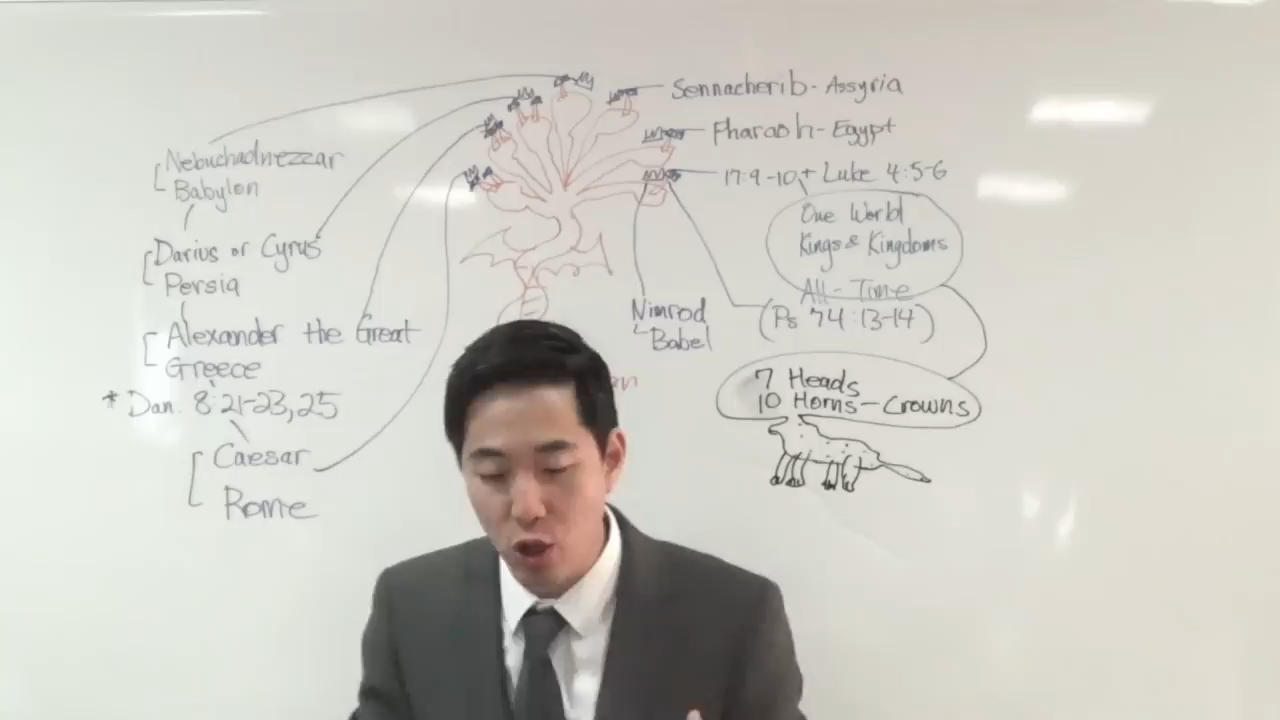 Nebuchadnezzar
Babylon
Darius or Cyrus
Persia
Alexander the Great
Greece
* Dan. 8:21-23,25
Caesar
Rome
Sennacherib - Assyria
Pharaoh - Egypt
17:9-10 + Luke 4:5-6
One World
Kings & Kingdoms
All - Time
(Ps 74:13-14)
Nimrod
Babel
7 Heads
10 Horns - Crowns